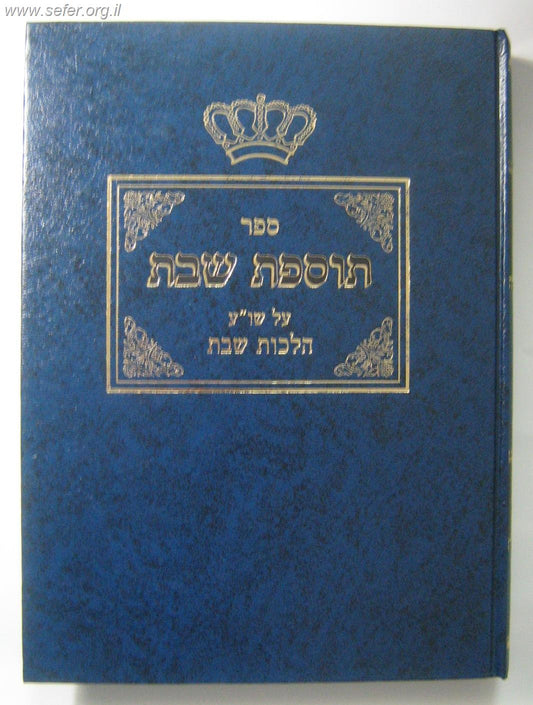 www.sefer.org.il
ספר
תוספת שבת
על שו"ע
הלכות שבת